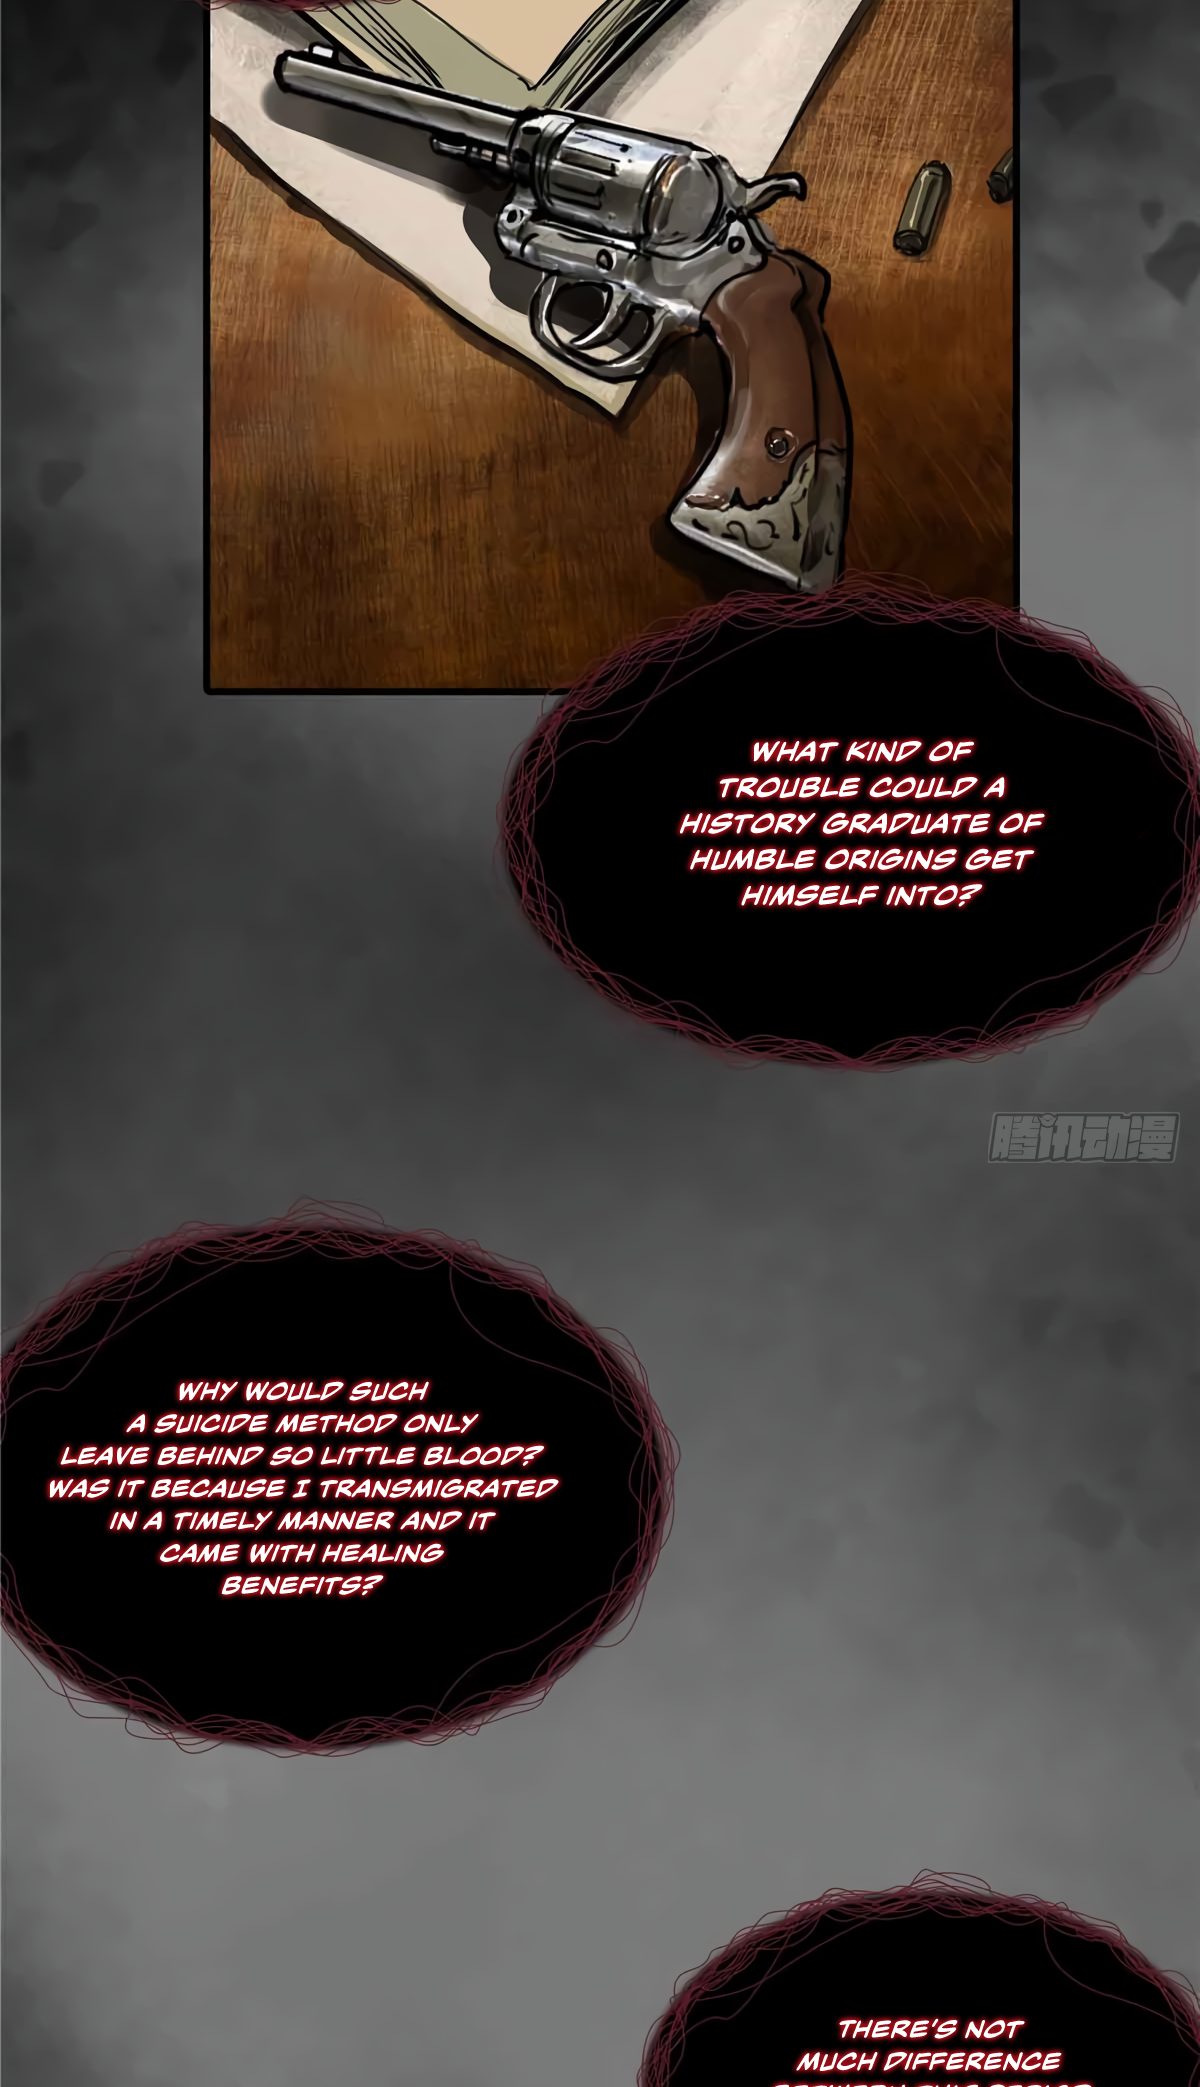 WHAT KIND OF
TROUBLE COULD A
HISTORY GRADUATE OF
HUMBLE ORIGINS GET
HIMSELF INTO?
腾讯动漫
WHY WOULD SUCH
A SUICIDE METHOD ONLY
LEAVE BEHIND SO LITTLE BLOOD?
WAS IT BECAUSE I TRANSMIGRATED
IN A TIMELY MANNER AND IT
CAME WITH HEALING
BENEFITS?
THERE'S NOT
MUCH DIFFERENCE